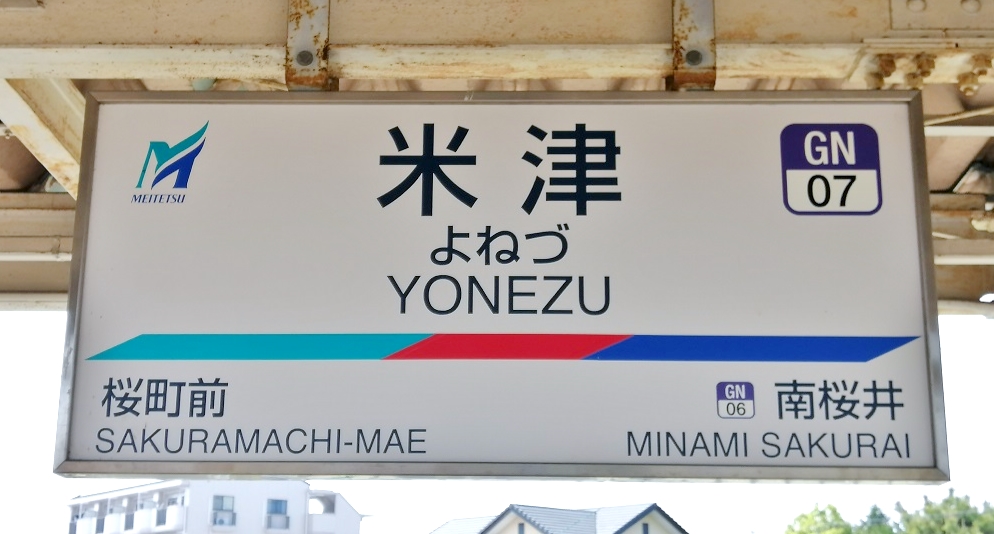 MEITETSU
米津
よねづ
YONEZU
GN
07
桜町前
SAKURAMACHI-MAE
GN
06
南桜井
MINAMI SAKURAI